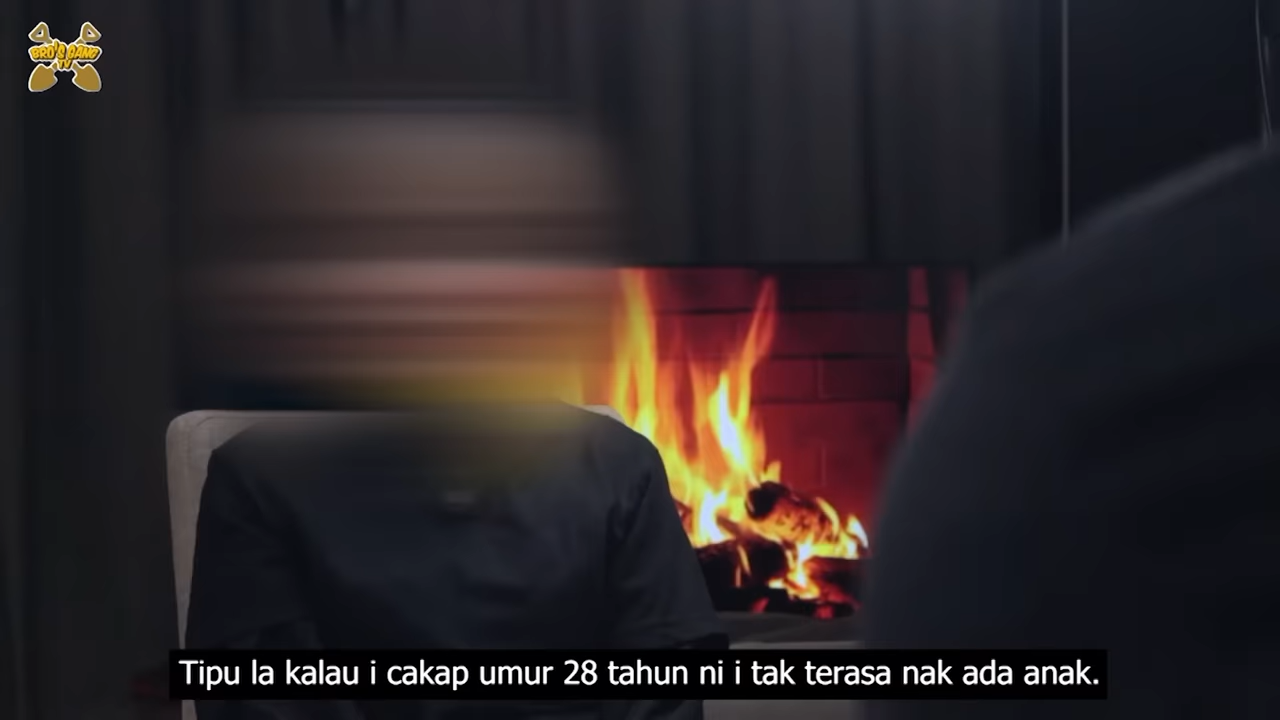 BRO'S GANG
TV
Tipu la kalau i cakap umur 28 tahun ni i tak terasa nak ada anak.